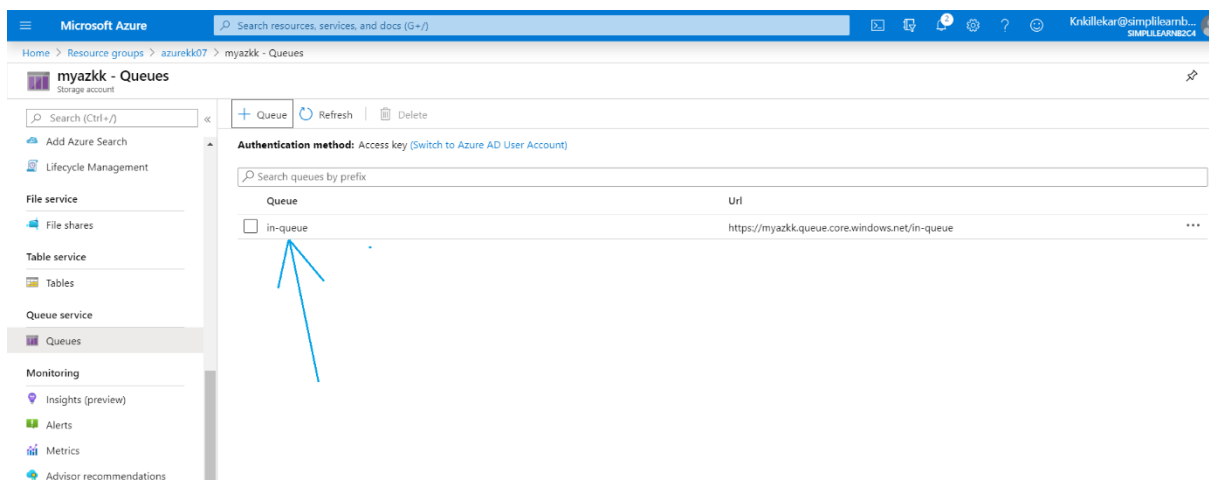 Microsoft Azure
Search resources, services, and docs (G+/)
2
Knkillekar@simplilearnb...
SIMPLILEARNB2C4
Home > Resource groups > azurekk07 > myazkk - Queues
myazkk - Queues
Storage account
Search (Ctrl+/)
Add Azure Search
Lifecycle Management
File service
File shares
Table service
Tables
Queue service
Queues
Monitoring
Insights (preview)
Alerts
Metrics
Advisor recommendations
+ Queue Refresh Delete
Authentication method: Access key (Switch to Azure AD User Account)
Search queues by prefix
Queue Url
in-queue https://myazkk.queue.core.windows.net/in-queue